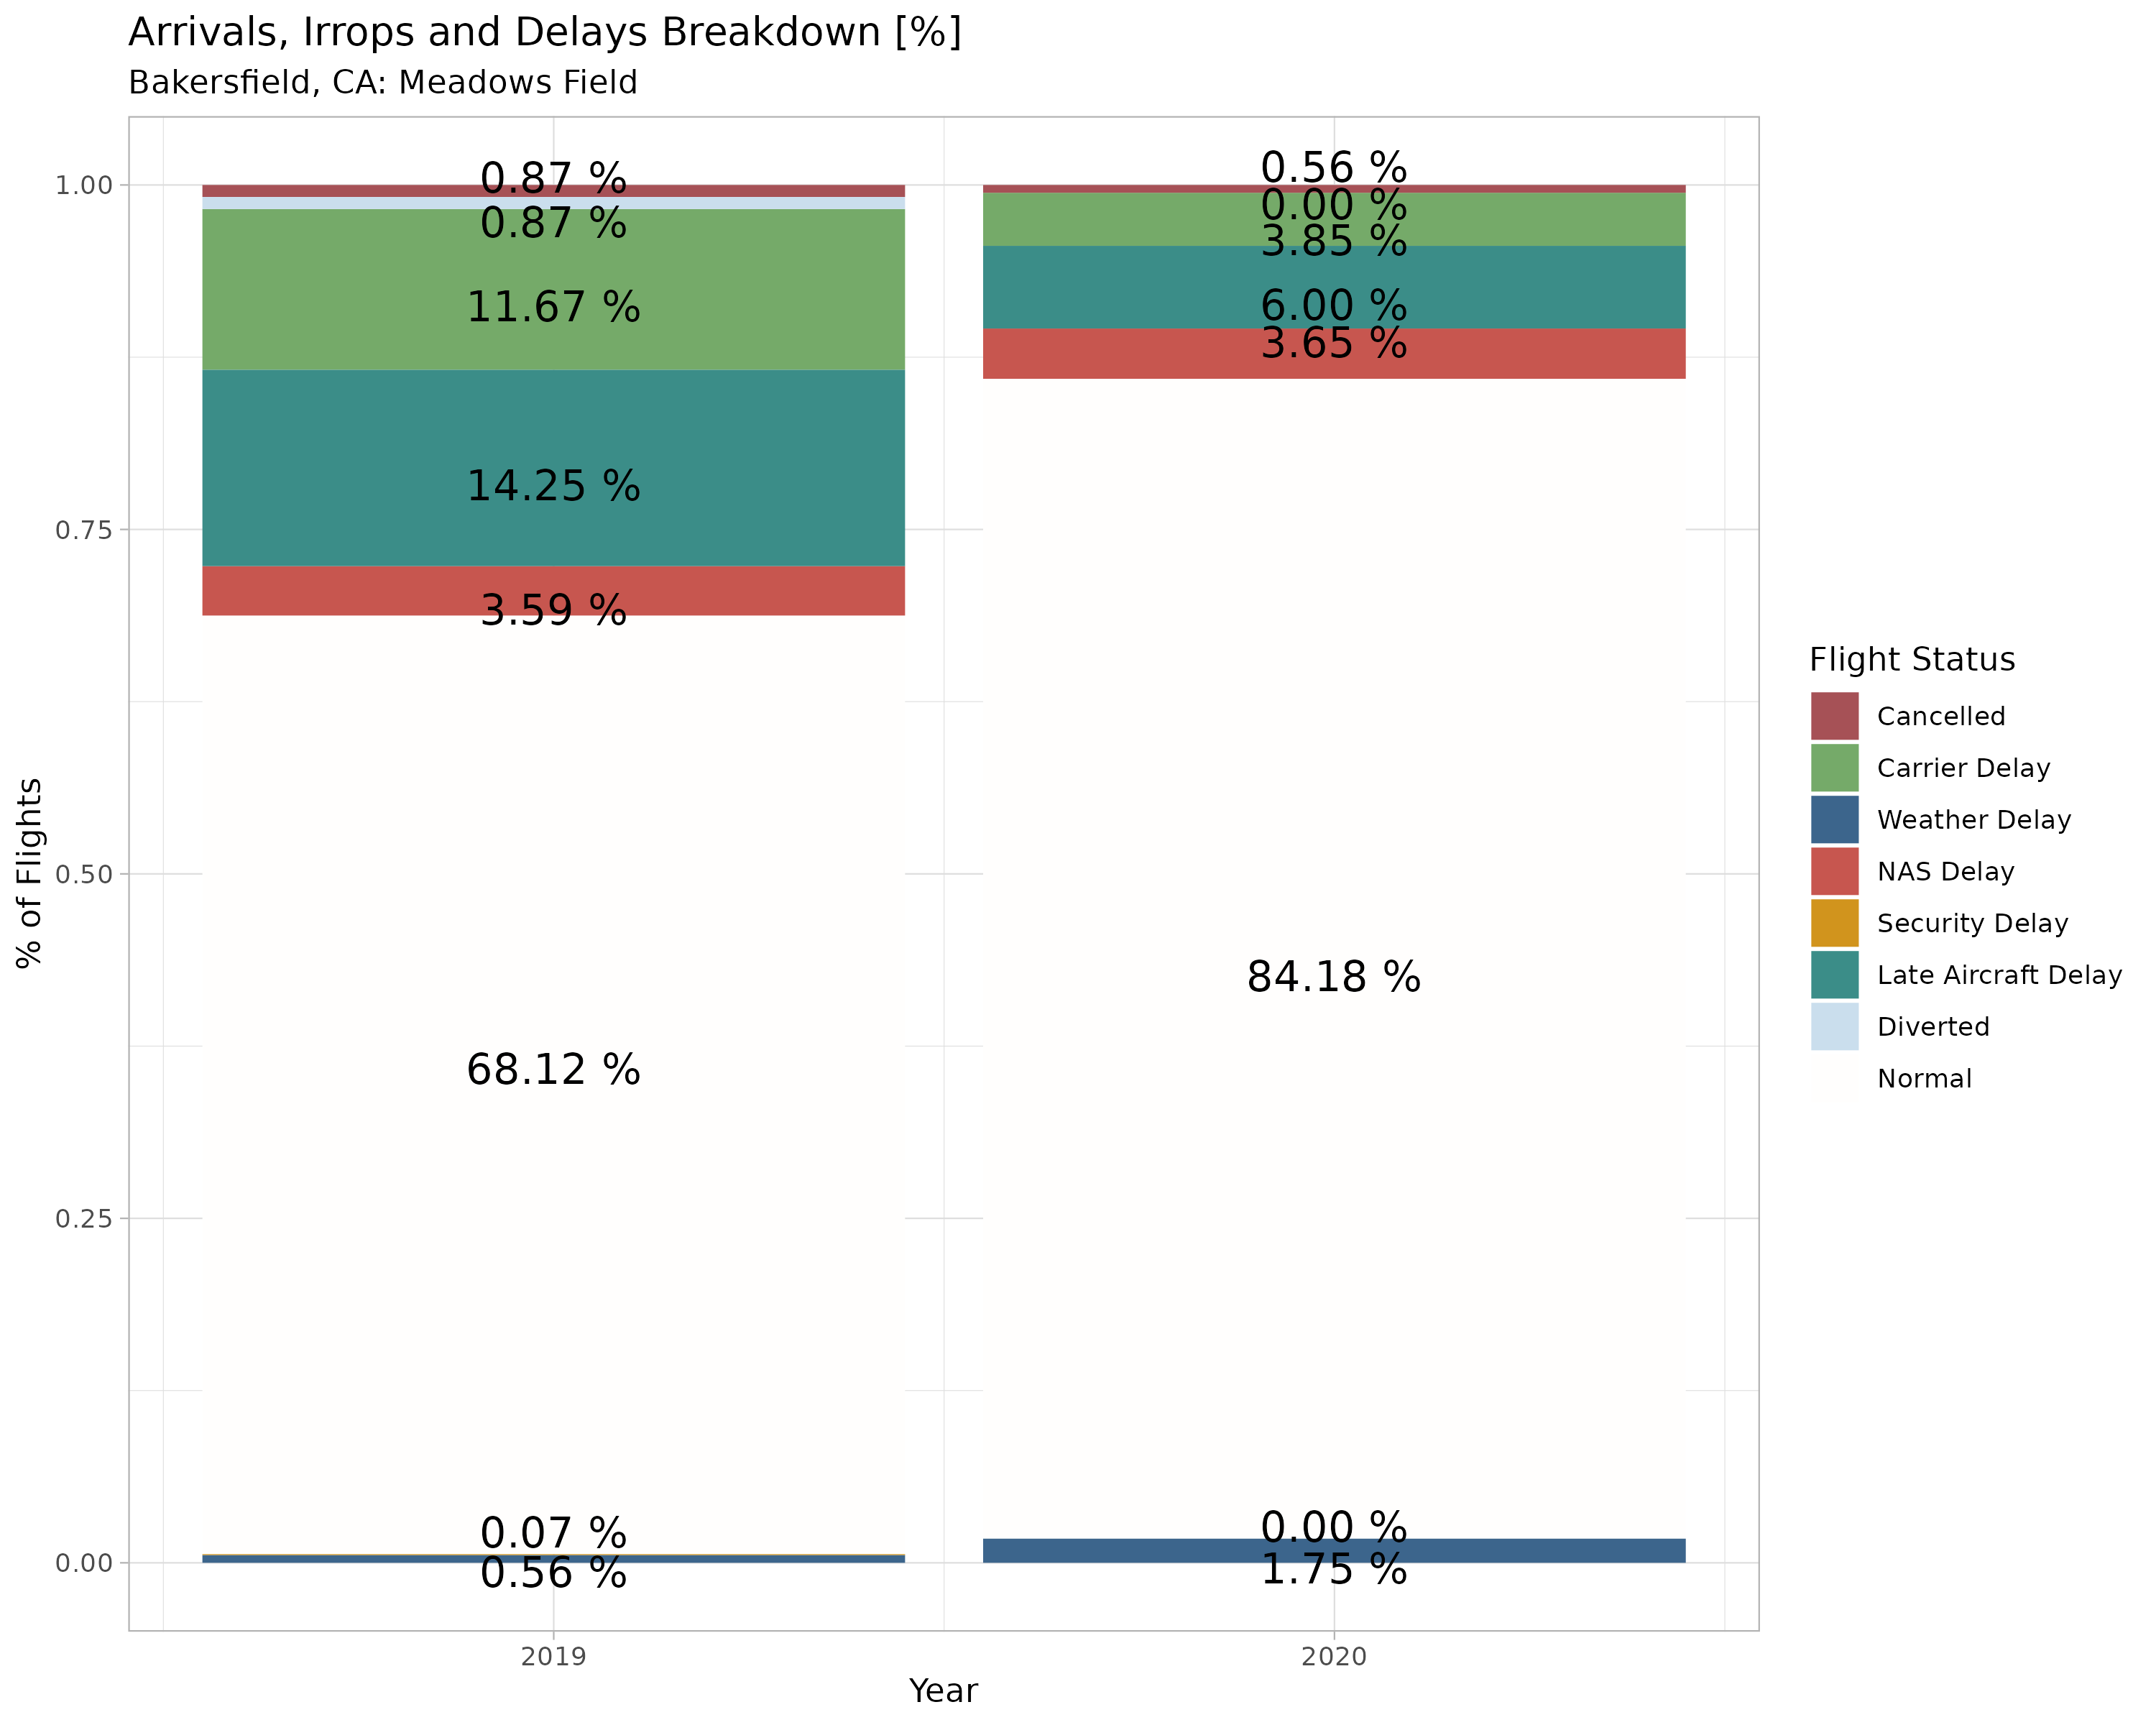 Arrivals, Irrops and Delays Breakdown [%]
Bakersfield, CA: Meadows Field
% of Flights
1.00
0.75
0.50
0.25
0.00
0.87 %
0.87 %
11.67 %
14.25 %
3.59 %
68.12 %
0.07 %
0.56 %
0.56 %
0.00 %
3.85 %
6.00 %
3.65 %
84.18 %
0.00 %
1.75 %
2019
2020
Year
Flight Status
Cancelled
Carrier Delay
Weather Delay
NAS Delay
Security Delay
Late Aircraft Delay
Diverted
Normal